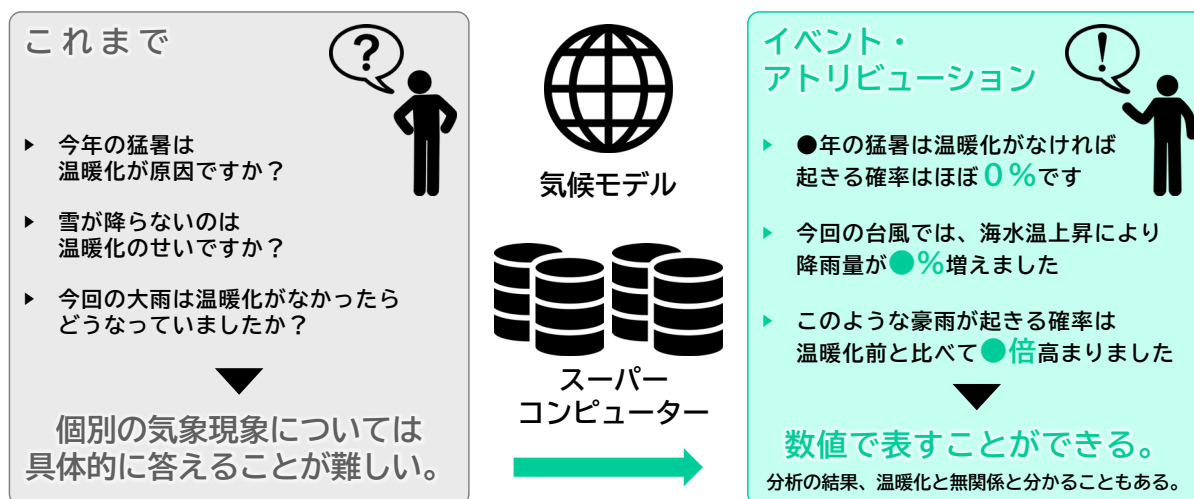 これまで
?
▶ 今年の猛暑は
温暖化が原因ですか？
▶ 雪が降らないのは
温暖化のせいですか？
▶ 今回の大雨は温暖化がなかったら
どうなっていましたか？
個別の気象現象については
具体的に答えることが難しい。
気候モデル
スーパー
コンピューター
イベント・
アトリビューション
!
▶ ●年の猛暑は温暖化がなければ
起きる確率はほぼ０％です
▶ 今回の台風では、海水温上昇により
降雨量が●％増えました
▶ このような豪雨が起きる確率は
温暖化前と比べて●倍高まりました
数値で表すことができる。
分析の結果、温暖化と無関係と分かることもある。